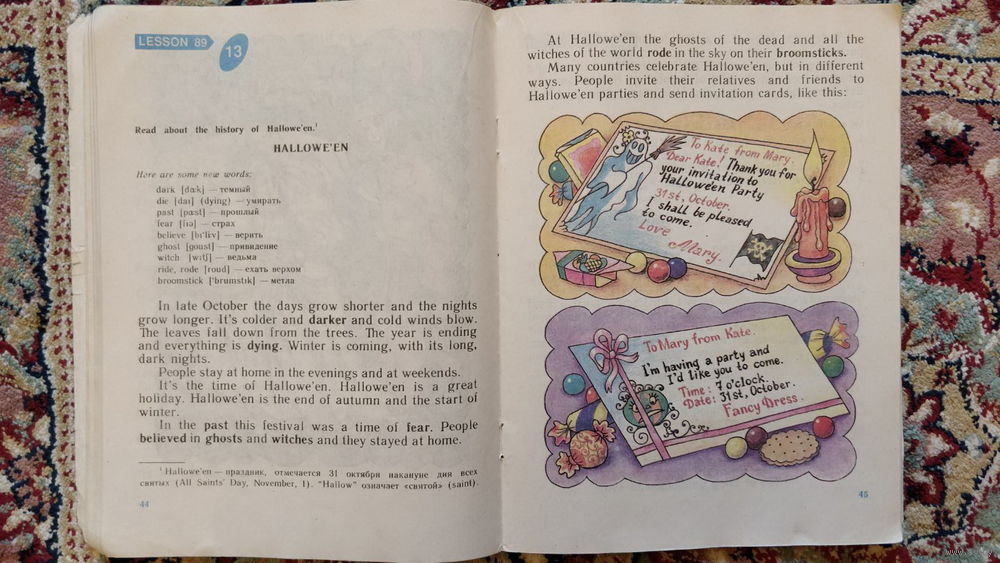 LESSON 89
13
Read about the history of Hallowe'en.¹
HALLOWE'EN
Here are some new words:
dark [dɑ:k] — темный
die [daɪ] (dying) — умирать
past [pɑ:st] — прошлый
fear [fɪə] — страх
believe [bɪ'li:v] — верить
ghost [goust] — привидение
witch [wɪtʃ] — ведьма
ride, rode [roud] — ехать верхом
broomstick ['brumstɪk] — метла
In late October the days grow shorter and the nights
grow longer. It's colder and darker and cold winds blow.
The leaves fall down from the trees. The year is ending
and everything is dying. Winter is coming, with its long,
dark nights.
People stay at home in the evenings and at weekends.
It's the time of Hallowe'en. Hallowe'en is a great
holiday. Hallowe'en is the end of autumn and the start of
winter.
In the past this festival was a time of fear. People
believed in ghosts and witches and they stayed at home.
¹ Hallowe'en — праздник, отмечается 31 октября накануне дня всех
святых (All Saints' Day, November, 1). "Hallow" означает «святой» (saint).
44
At Hallowe'en the ghosts of the dead and all the
witches of the world rode in the sky on their broomsticks.
Many countries celebrate Hallowe'en, but in different
ways. People invite their relatives and friends to
Hallowe'en parties and send invitation cards, like this:
To Kate from Mary.
Dear Kate! Thank you for
your invitation to
Hallowe'en Party
31st, October.
I shall be pleased
to come.
Love
Mary.
To Mary from Kate.
I'm having a party and
I'd like you to come.
Time: 7 o'clock.
Date: 31st, October.
Fancy Dress.
45